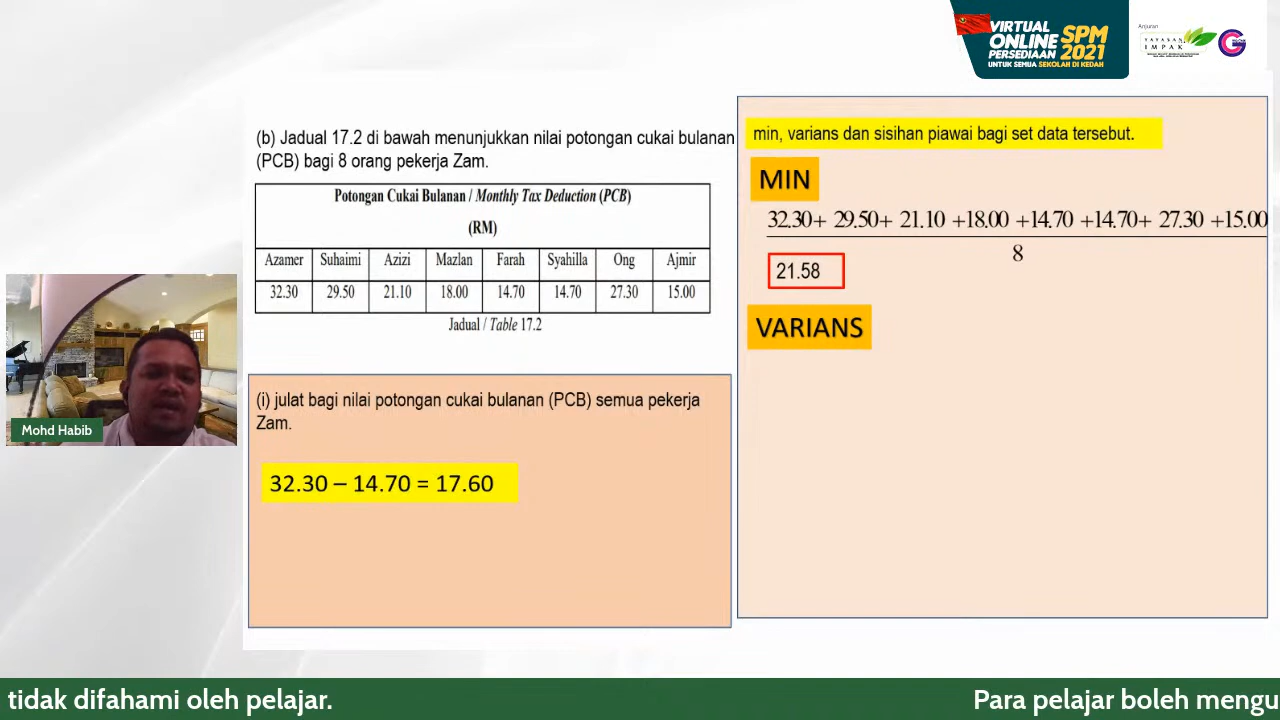 VIRTUAL
ONLINE
PERSEDIAAN
SPM
2021
UNTUK SEMUA SEKOLAH DI KEDAH
Anjuran
YAYASAN
IMPAK
(b) Jadual 17.2 di bawah menunjukkan nilai potongan cukai bulanan
(PCB) bagi 8 orang pekerja Zam.
Potongan Cukai Bulanan / Monthly Tax Deduction (PCB)
(RM)
Azamer Suhaimi Azizi Mazlan Farah Syahilla Ong Ajmir
32.30 29.50 21.10 18.00 14.70 14.70 27.30 15.00
Jadual / Table 17.2
(i) julat bagi nilai potongan cukai bulanan (PCB) semua pekerja
Zam.
32.30 – 14.70 = 17.60
min, varians dan sisihan piawai bagi set data tersebut.
MIN
32.30+ 29.50+ 21.10 +18.00 +14.70 +14.70+ 27.30 +15.00
8
21.58
VARIANS
Mohd Habib
tidak difahami oleh pelajar.
Para pelajar boleh mengu